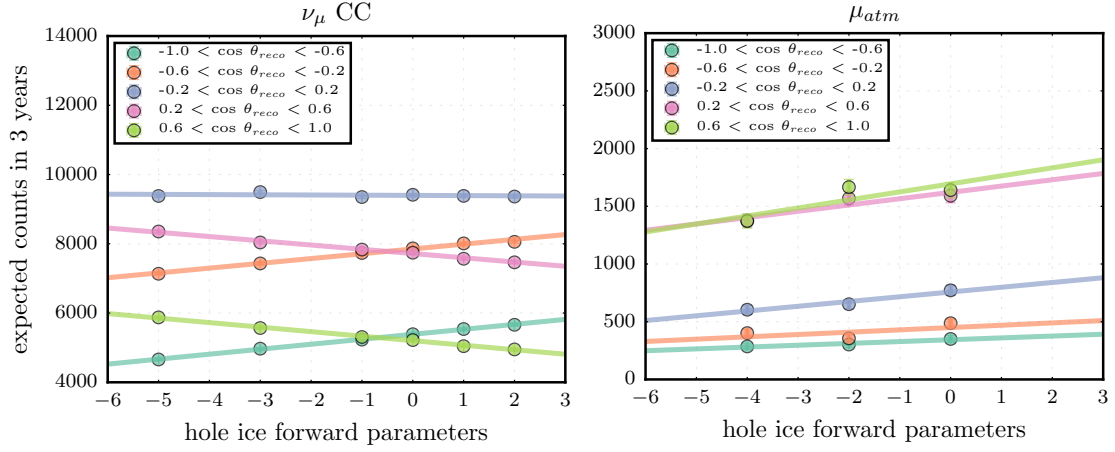 ν_μ CC
expected counts in 3 years
14000
12000
10000
8000
6000
4000
-1.0 < cos θ_reco < -0.6
-0.6 < cos θ_reco < -0.2
-0.2 < cos θ_reco < 0.2
0.2 < cos θ_reco < 0.6
0.6 < cos θ_reco < 1.0
−6 −5 −4 −3 −2 −1 0 1 2 3
hole ice forward parameters
μ_atm
3000
2500
2000
1500
1000
500
0
-1.0 < cos θ_reco < -0.6
-0.6 < cos θ_reco < -0.2
-0.2 < cos θ_reco < 0.2
0.2 < cos θ_reco < 0.6
0.6 < cos θ_reco < 1.0
−6 −5 −4 −3 −2 −1 0 1 2 3
hole ice forward parameters